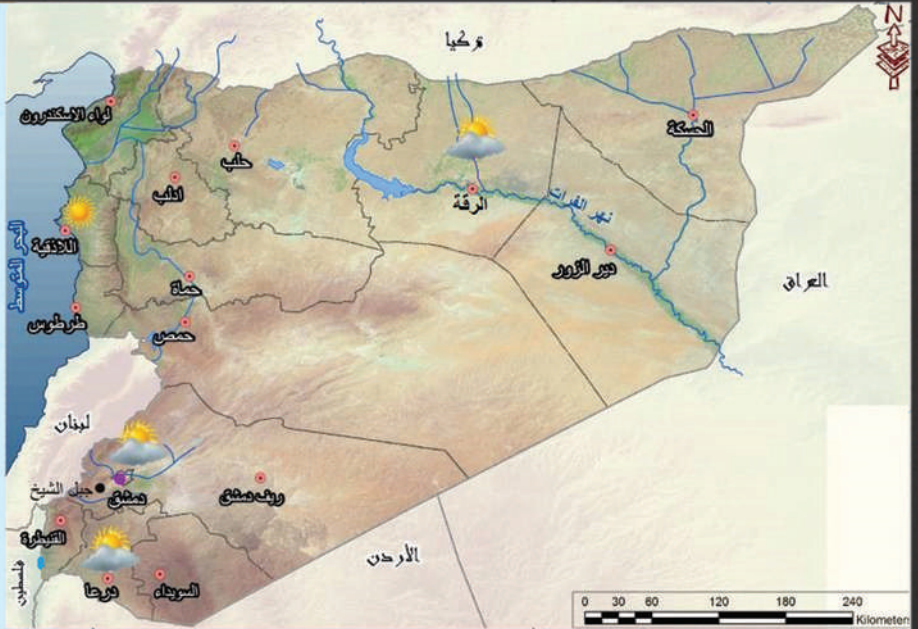 N
تركيا
لواء الاسكندرون
الحسكة
حلب
ادلب
الرقة
نهر الفرات
اللاذقية
البحر المتوسط
دير الزور
حماة
العراق
طرطوس
حمص
لبنان
جبل الشيخ
دمشق
ريف دمشق
القنيطرة
الأردن
فلسطين
درعا
السويداء
0 30 60 120 180 240
Kilometers